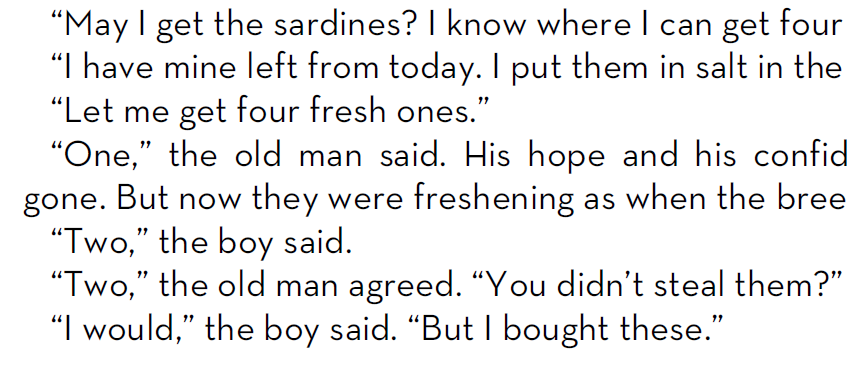 “May I get the sardines? I know where I can get four
“I have mine left from today. I put them in salt in the
“Let me get four fresh ones.”
“One,” the old man said. His hope and his confid
gone. But now they were freshening as when the bree
“Two,” the boy said.
“Two,” the old man agreed. “You didn’t steal them?”
“I would,” the boy said. “But I bought these.”